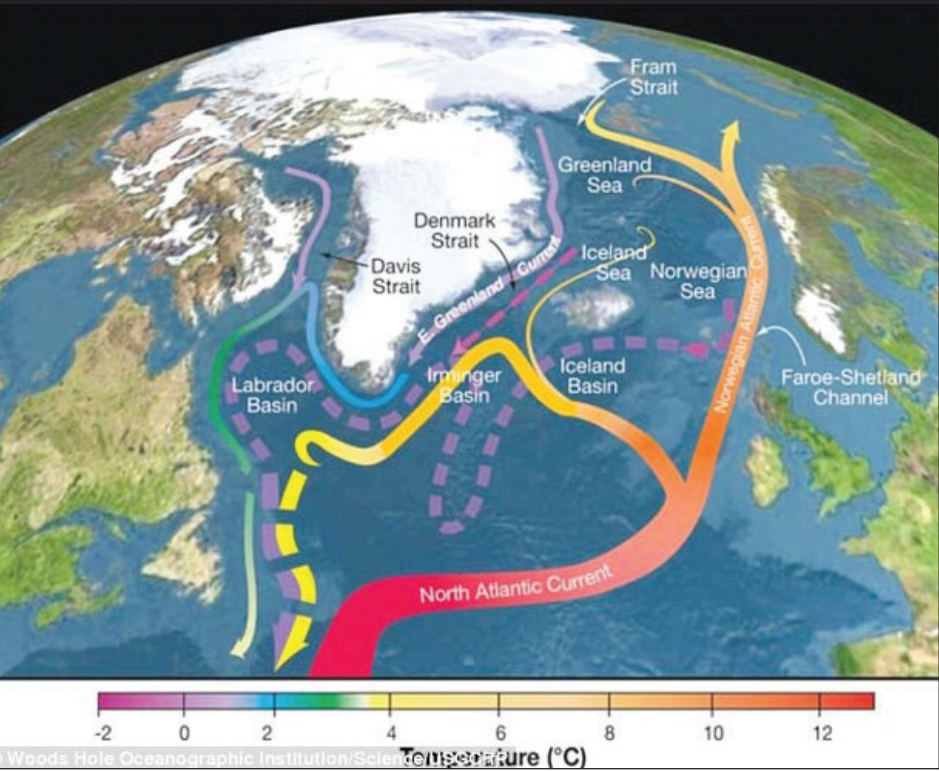 Fram
Strait
Greenland
Sea
Denmark
Strait
Davis
Strait
Iceland
Sea
Norwegian
Sea
E. Greenland Current
Norwegian Atlantic Current
Irminger
Basin
Iceland
Basin
Labrador
Basin
Faroe-Shetland
Channel
North Atlantic Current
-2 0 2 4 6 8 10 12
Temperature (°C)
Woods Hole Oceanographic Institution/Science